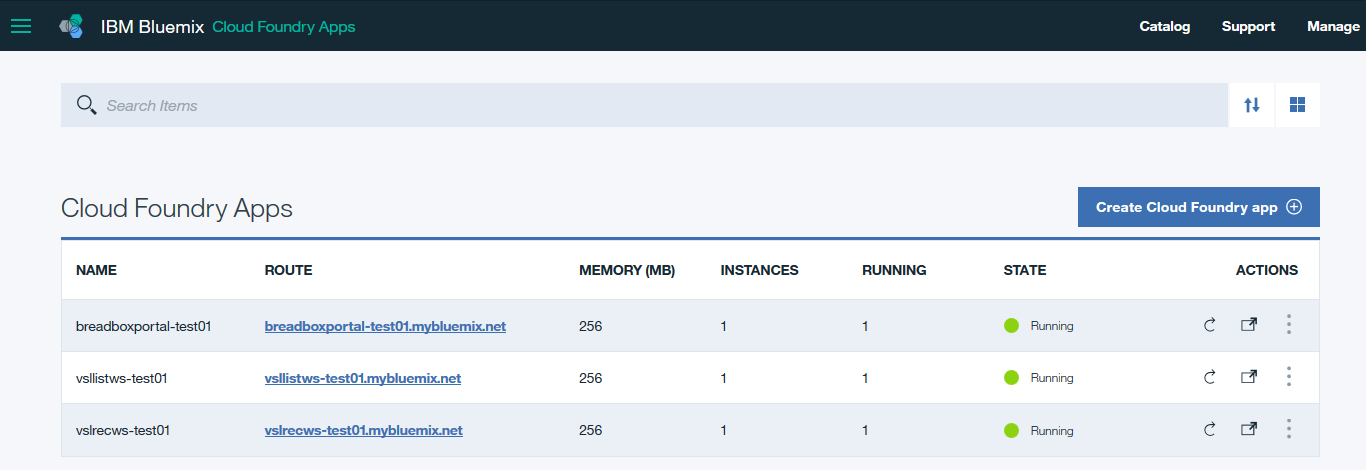 IBM Bluemix Cloud Foundry Apps Catalog Support Manage
Search Items
Cloud Foundry Apps
Create Cloud Foundry app
NAME ROUTE MEMORY (MB) INSTANCES RUNNING STATE ACTIONS
breadboxportal-test01 breadboxportal-test01.mybluemix.net 256 1 1 Running
vsllistws-test01 vsllistws-test01.mybluemix.net 256 1 1 Running
vslrecws-test01 vslrecws-test01.mybluemix.net 256 1 1 Running